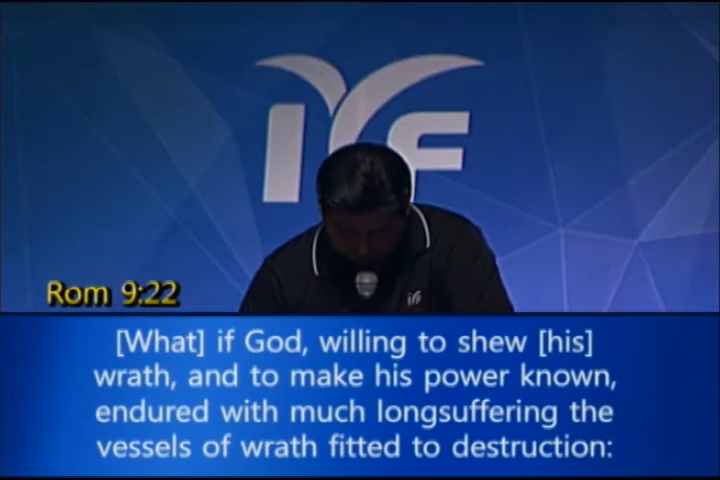 IYF
IYF
Rom 9:22
[What] if God, willing to shew [his]
wrath, and to make his power known,
endured with much longsuffering the
vessels of wrath fitted to destruction: